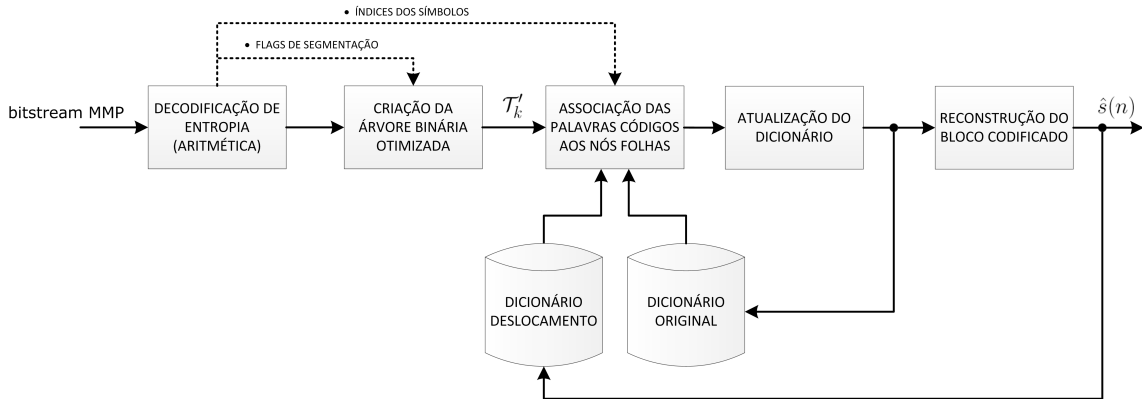 • ÍNDICES DOS SÍMBOLOS
• FLAGS DE SEGMENTAÇÃO
bitstream MMP
DECODIFICAÇÃO DE
ENTROPIA
(ARITMÉTICA)
CRIAÇÃO DA
ÁRVORE BINÁRIA
OTIMIZADA
𝒯′ₖ
ASSOCIAÇÃO DAS
PALAVRAS CÓDIGOS
AOS NÓS FOLHAS
ATUALIZAÇÃO DO
DICIONÁRIO
RECONSTRUÇÃO DO
BLOCO CODIFICADO
ŝ(n)
DICIONÁRIO
DESLOCAMENTO
DICIONÁRIO
ORIGINAL